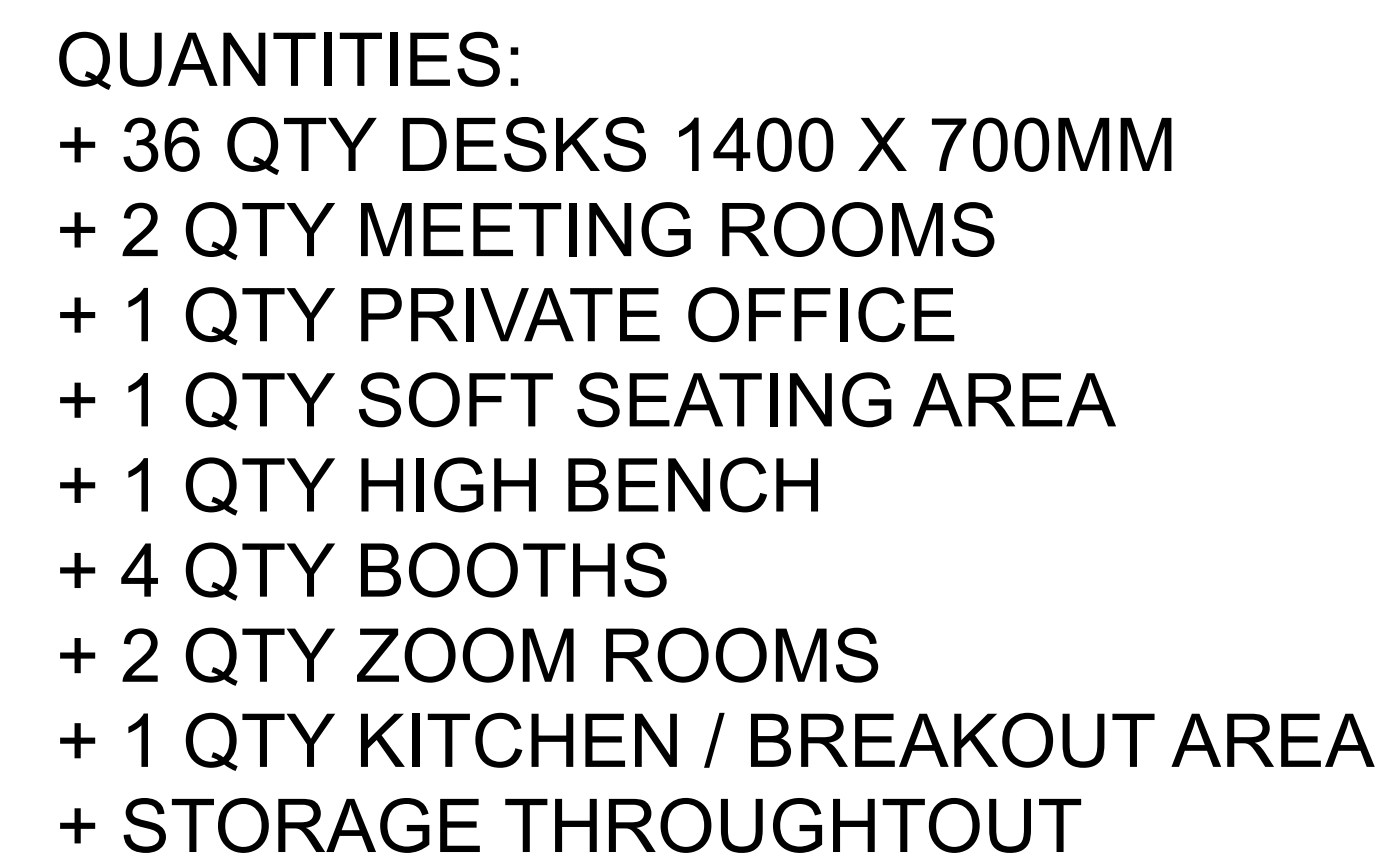 QUANTITIES:
+ 36 QTY DESKS 1400 X 700MM
+ 2 QTY MEETING ROOMS
+ 1 QTY PRIVATE OFFICE
+ 1 QTY SOFT SEATING AREA
+ 1 QTY HIGH BENCH
+ 4 QTY BOOTHS
+ 2 QTY ZOOM ROOMS
+ 1 QTY KITCHEN / BREAKOUT AREA
+ STORAGE THROUGHTOUT